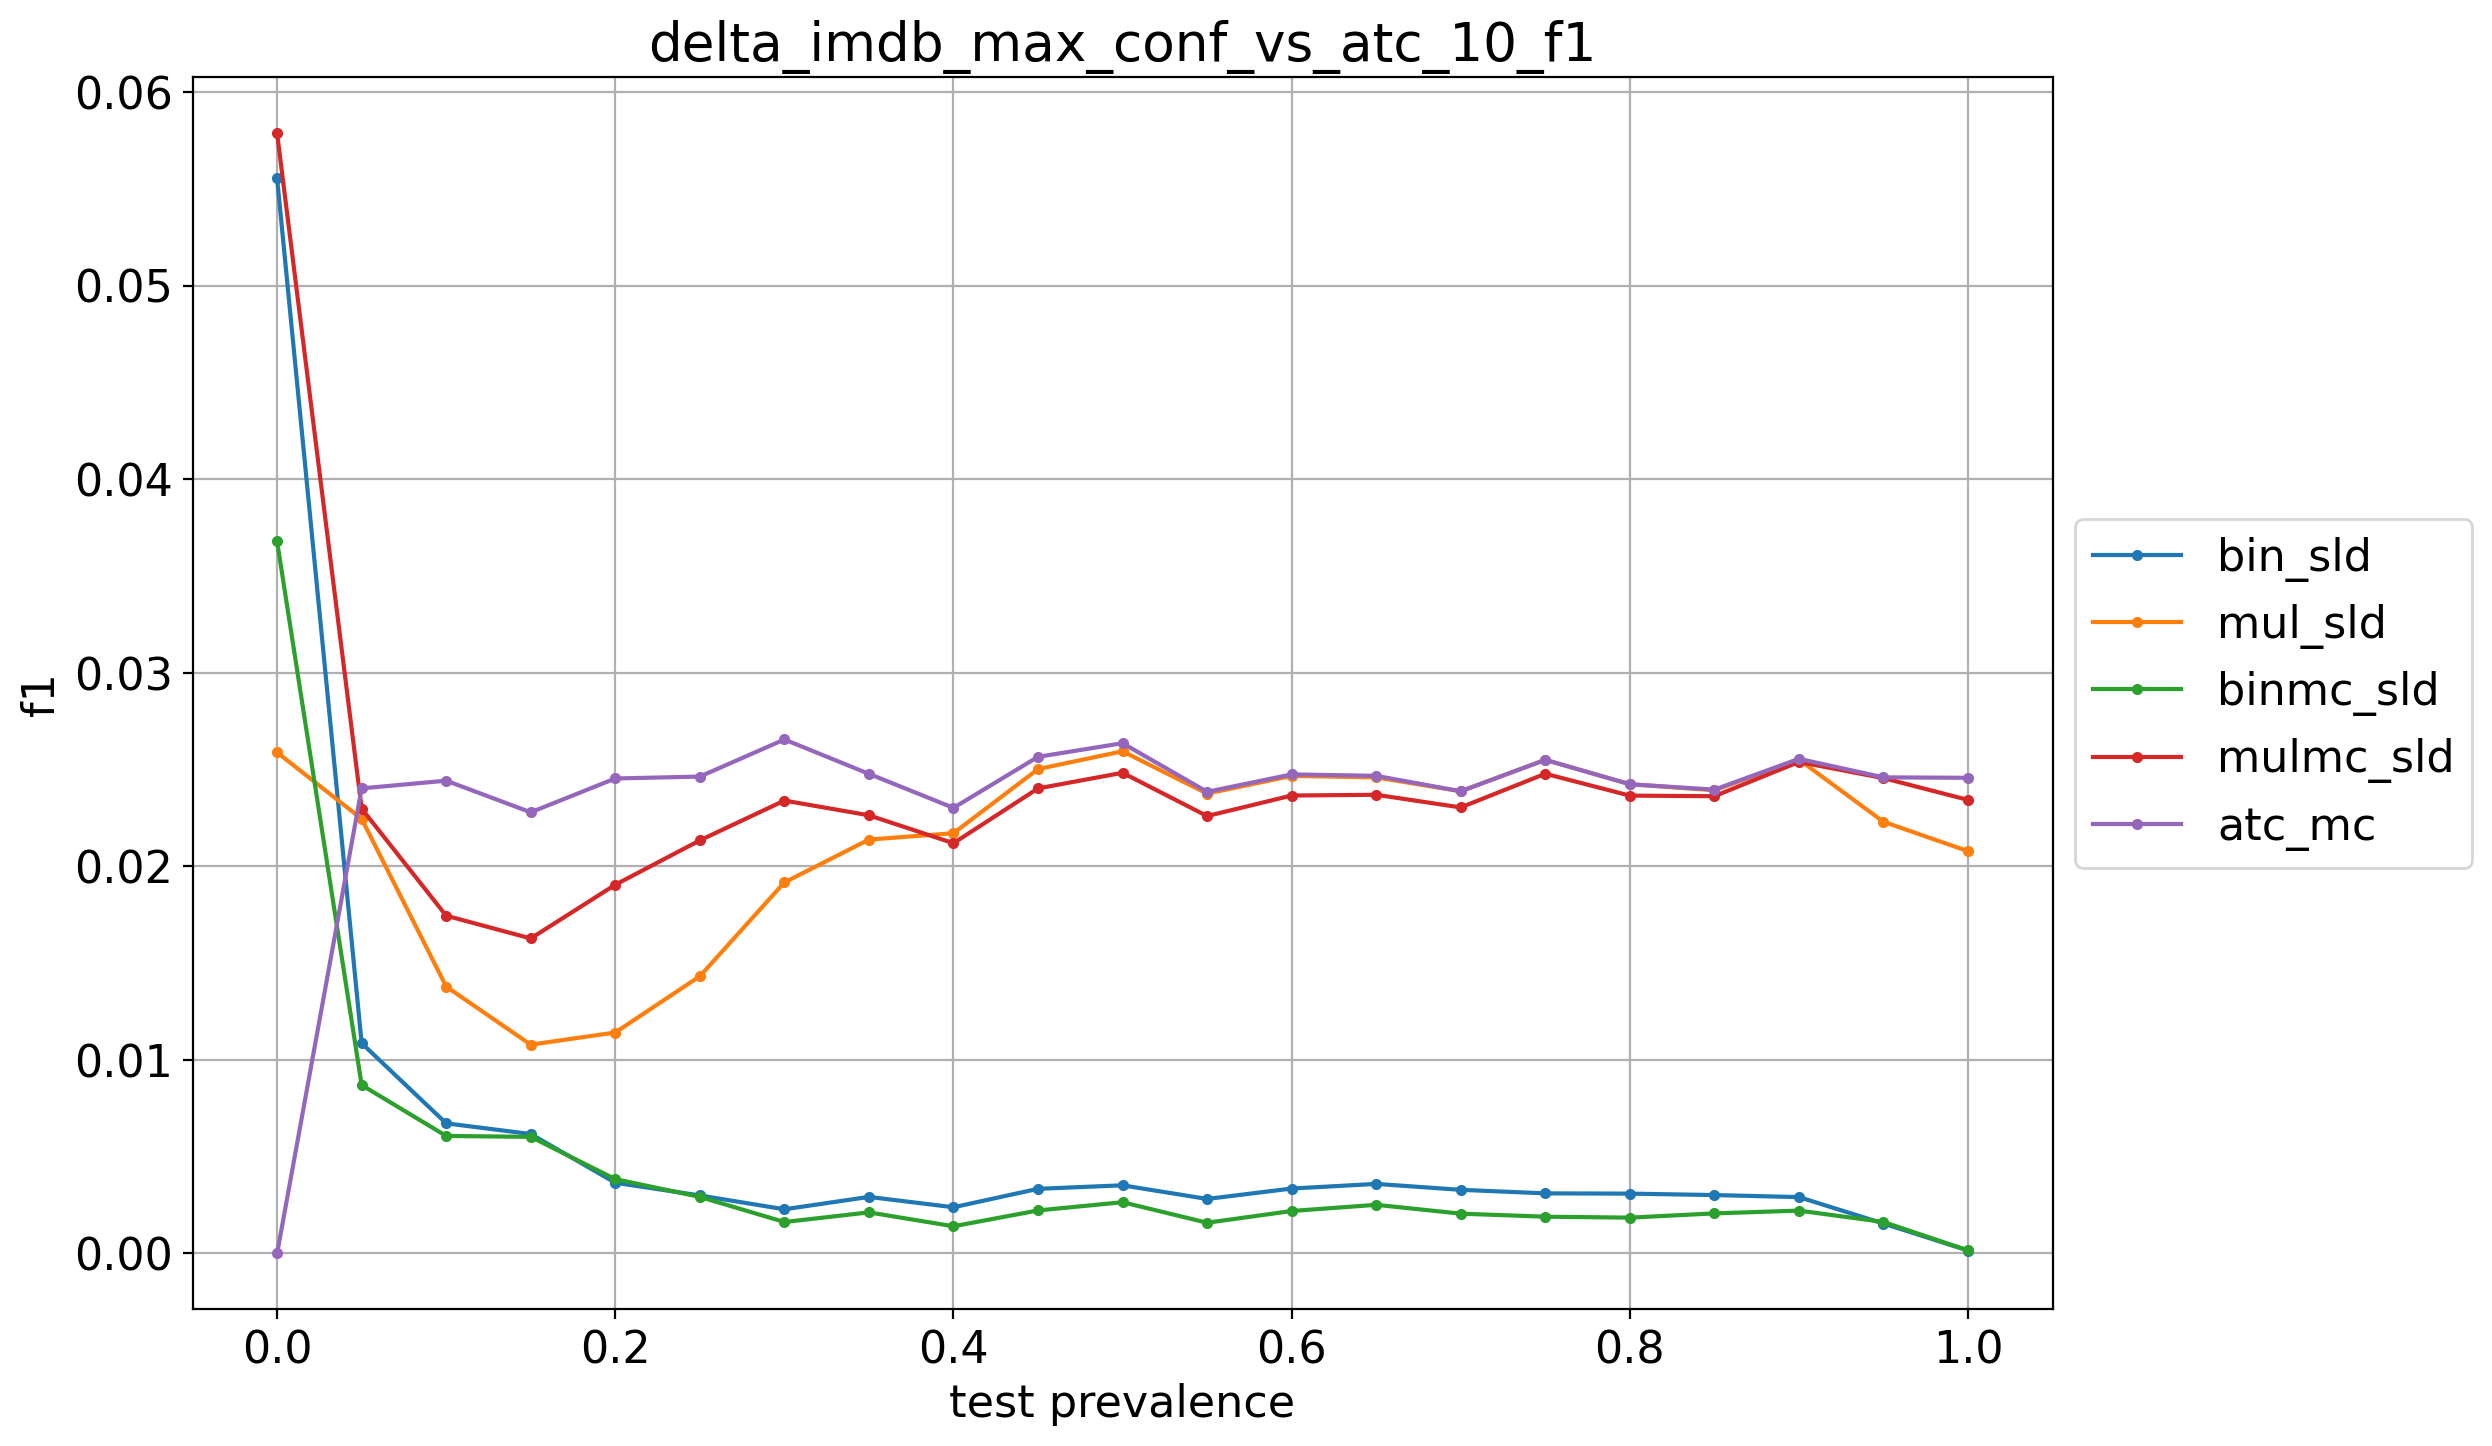 delta_imdb_max_conf_vs_atc_10_f1
0.06
0.05
0.04
0.03
0.02
0.01
0.00
f1
0.0 0.2 0.4 0.6 0.8 1.0
test prevalence
bin_sld
mul_sld
binmc_sld
mulmc_sld
atc_mc